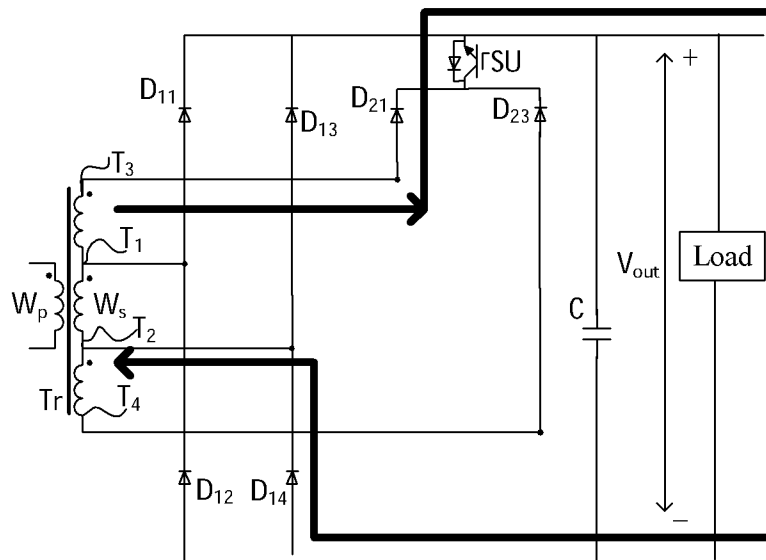 SU
+
D11
D21
D13
D23
T3
T1
Wp
Ws
Vout
Load
C
T2
Tr
T4
D12
D14
−